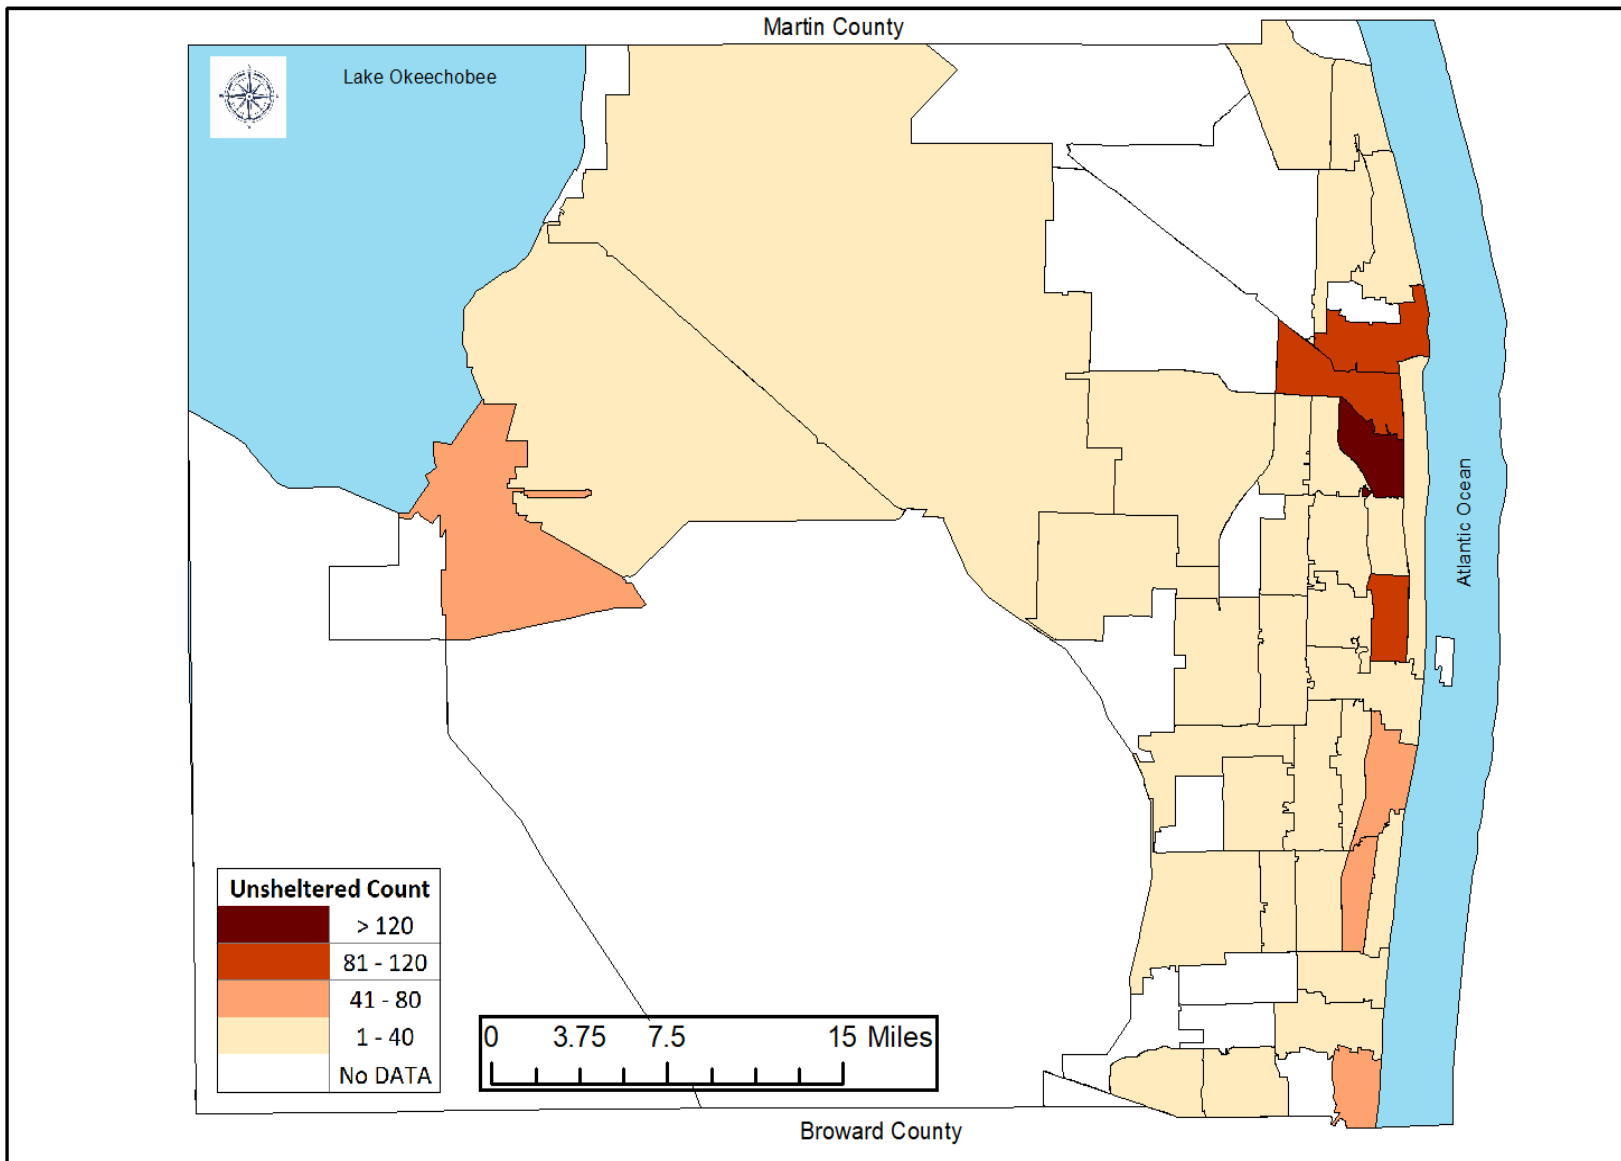 Martin County
Lake Okeechobee
Atlantic Ocean
Unsheltered Count
> 120
81 - 120
41 - 80
1 - 40
No DATA
0 3.75 7.5 15 Miles
Broward County